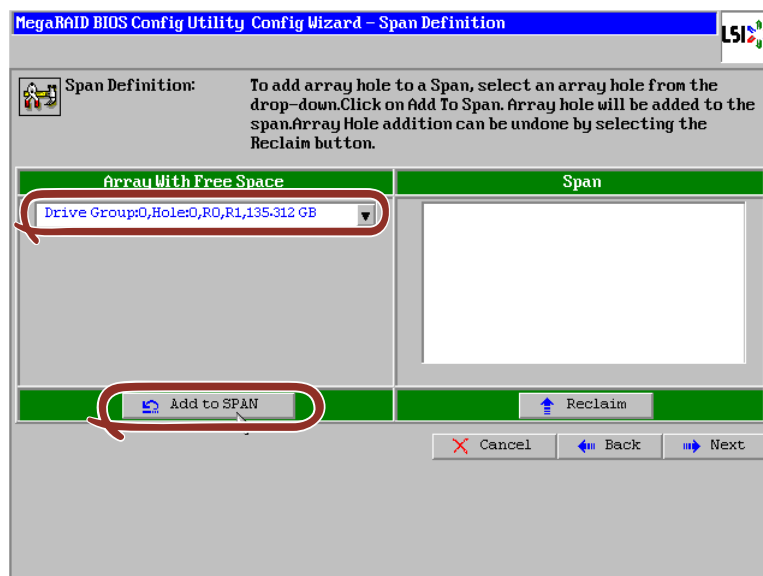 MegaRAID BIOS Config Utility Config Wizard – Span Definition
LSI
Span Definition:
To add array hole to a Span, select an array hole from the
drop-down.Click on Add To Span. Array hole will be added to the
span.Array Hole addition can be undone by selecting the
Reclaim button.
Array With Free Space
Span
Drive Group:0,Hole:0,R0,R1,135.312 GB
Add to SPAN
Reclaim
Cancel
Back
Next